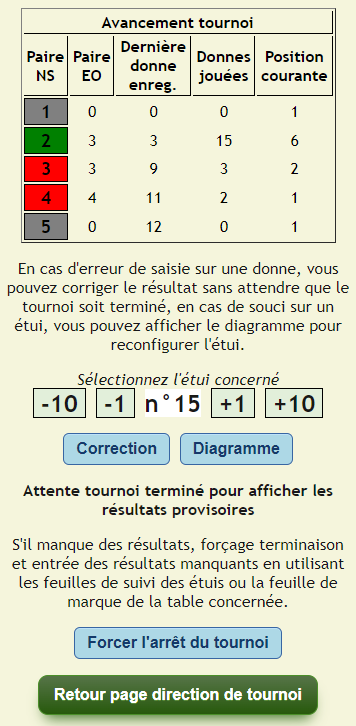 Avancement tournoi
Paire NS Paire EO Dernière donne enreg. Donnes jouées Position courante
1 0 0 0 1
2 3 3 15 6
3 3 9 3 2
4 4 11 2 1
5 0 12 0 1
En cas d'erreur de saisie sur une donne, vous
pouvez corriger le résultat sans attendre que le
tournoi soit terminé, en cas de souci sur un
étui, vous pouvez afficher le diagramme pour
reconfigurer l'étui.
Sélectionnez l'étui concerné
-10 -1 n°15 +1 +10
Correction Diagramme
Attente tournoi terminé pour afficher les
résultats provisoires
S'il manque des résultats, forçage terminaison
et entrée des résultats manquants en utilisant
les feuilles de suivi des étuis ou la feuille de
marque de la table concernée.
Forcer l'arrêt du tournoi
Retour page direction de tournoi